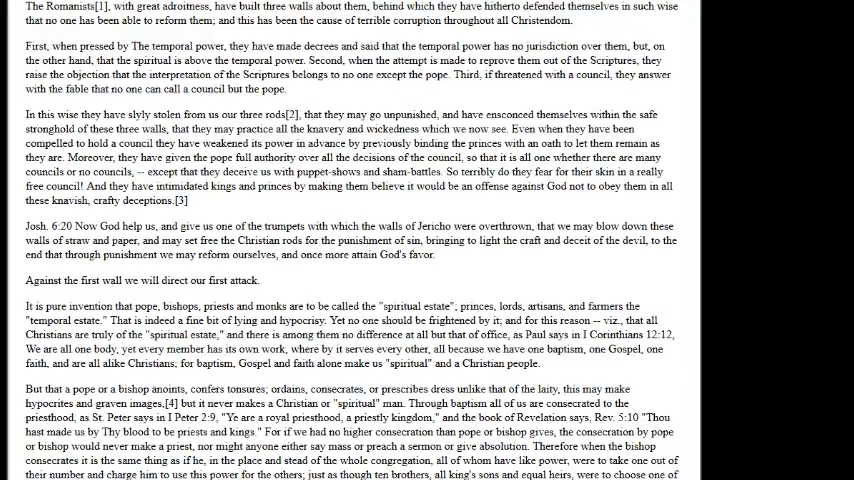 The Romanists[1], with great adroitness, have built three walls about them, behind which they have hitherto defended themselves in such wise
that no one has been able to reform them; and this has been the cause of terrible corruption throughout all Christendom.
First, when pressed by The temporal power, they have made decrees and said that the temporal power has no jurisdiction over them, but, on
the other hand, that the spiritual is above the temporal power. Second, when the attempt is made to reprove them out of the Scriptures, they
raise the objection that the interpretation of the Scriptures belongs to no one except the pope. Third, if threatened with a council, they answer
with the fable that no one can call a council but the pope.
In this wise they have slyly stolen from us our three rods[2], that they may go unpunished, and have ensconced themselves within the safe
stronghold of these three walls, that they may practice all the knavery and wickedness which we now see. Even when they have been
compelled to hold a council they have weakened its power in advance by previously binding the princes with an oath to let them remain as
they are. Moreover, they have given the pope full authority over all the decisions of the council, so that it is all one whether there are many
councils or no councils, -- except that they deceive us with puppet-shows and sham-battles. So terribly do they fear for their skin in a really
free council! And they have intimidated kings and princes by making them believe it would be an offense against God not to obey them in all
these knavish, crafty deceptions.[3]
Josh. 6:20 Now God help us, and give us one of the trumpets with which the walls of Jericho were overthrown, that we may blow down these
walls of straw and paper, and may set free the Christian rods for the punishment of sin, bringing to light the craft and deceit of the devil, to the
end that through punishment we may reform ourselves, and once more attain God's favor.
Against the first wall we will direct our first attack.
It is pure invention that pope, bishops, priests and monks are to be called the "spiritual estate"; princes, lords, artisans, and farmers the
"temporal estate." That is indeed a fine bit of lying and hypocrisy. Yet no one should be frightened by it; and for this reason -- viz., that all
Christians are truly of the "spiritual estate," and there is among them no difference at all but that of office, as Paul says in I Corinthians 12:12,
We are all one body, yet every member has its own work, where by it serves every other, all because we have one baptism, one Gospel, one
faith, and are all alike Christians; for baptism, Gospel and faith alone make us "spiritual" and a Christian people.
But that a pope or a bishop anoints, confers tonsures; ordains, consecrates, or prescribes dress unlike that of the laity, this may make
hypocrites and graven images,[4] but it never makes a Christian or "spiritual" man. Through baptism all of us are consecrated to the
priesthood, as St. Peter says in I Peter 2:9, "Ye are a royal priesthood, a priestly kingdom," and the book of Revelation says, Rev. 5:10 "Thou
hast made us by Thy blood to be priests and kings." For if we had no higher consecration than pope or bishop gives, the consecration by pope
or bishop would never make a priest, nor might anyone either say mass or preach a sermon or give absolution. Therefore when the bishop
consecrates it is the same thing as if he, in the place and stead of the whole congregation, all of whom have like power, were to take one out of
their number and charge him to use this power for the others; just as though ten brothers, all king's sons and equal heirs, were to choose one of